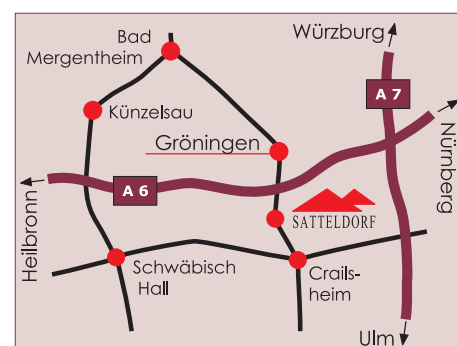 Bad
Mergentheim
Würzburg
A 7
Künzelsau
Nürnberg
Gröningen
A 6
Heilbronn
SATTELDORF
Schwäbisch
Hall
Crails-
heim
Ulm